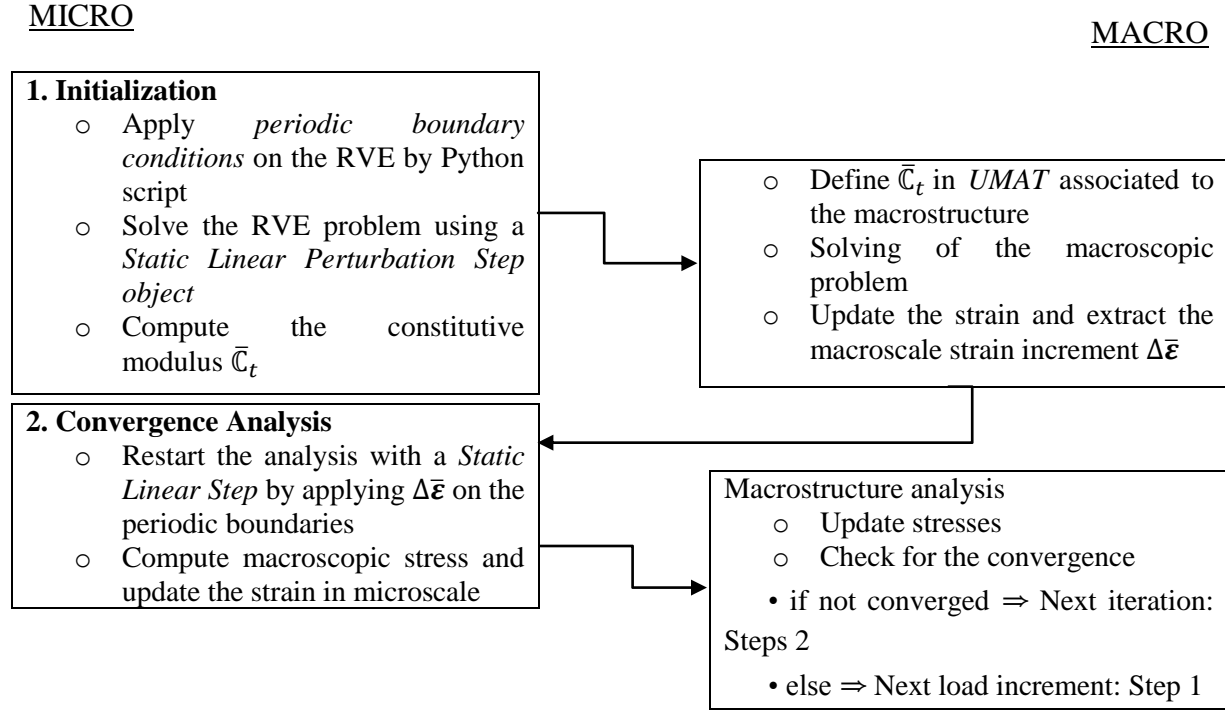 MICRO
MACRO
1. Initialization
o Apply periodic boundary
conditions on the RVE by Python
script
o Solve the RVE problem using a
Static Linear Perturbation Step
object
o Compute the constitutive
modulus ℂ̄ₜ
o Define ℂ̄ₜ in UMAT associated to
the macrostructure
o Solving of the macroscopic
problem
o Update the strain and extract the
macroscale strain increment Δε̄
2. Convergence Analysis
o Restart the analysis with a Static
Linear Step by applying Δε̄ on the
periodic boundaries
o Compute macroscopic stress and
update the strain in microscale
Macrostructure analysis
o Update stresses
o Check for the convergence
• if not converged ⇒ Next iteration:
Steps 2
• else ⇒ Next load increment: Step 1